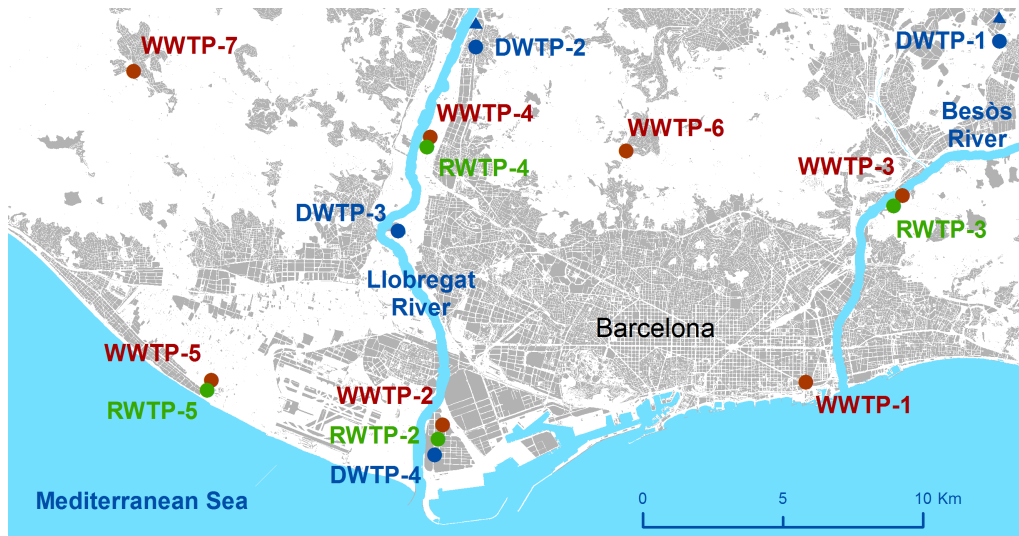 WWTP-7
DWTP-2
DWTP-1
WWTP-4
Besòs
River
WWTP-6
RWTP-4
WWTP-3
DWTP-3
RWTP-3
Llobregat
River
Barcelona
WWTP-5
RWTP-5
WWTP-2
WWTP-1
RWTP-2
DWTP-4
Mediterranean Sea
0 5 10 Km